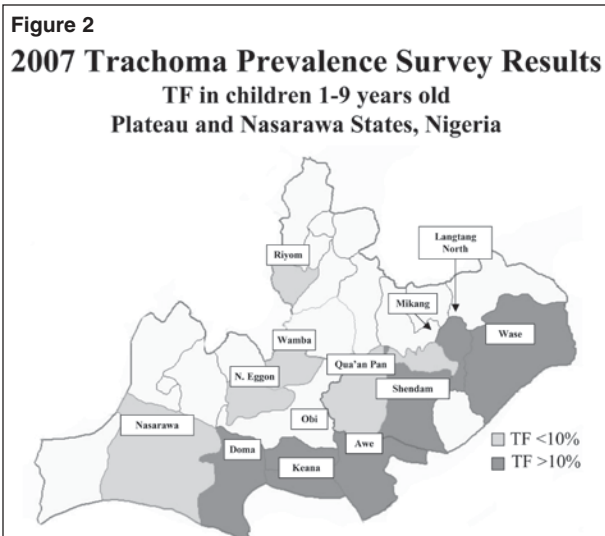 Figure 2
2007 Trachoma Prevalence Survey Results
TF in children 1-9 years old
Plateau and Nasarawa States, Nigeria
Langtang
North
Riyom
Mikang
Wase
Wamba
Qua'an Pan
N. Eggon
Shendam
Obi
Nasarawa
Doma
Awe
Keana
TF <10%
TF >10%